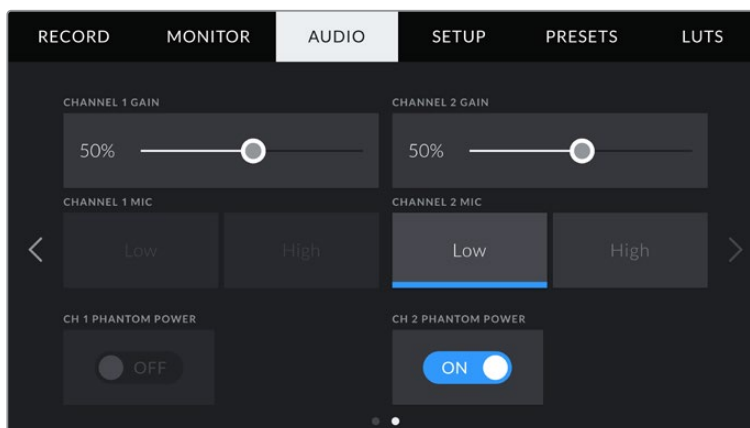 RECORD MONITOR AUDIO SETUP PRESETS LUTS
CHANNEL 1 GAIN CHANNEL 2 GAIN
50% 50%
CHANNEL 1 MIC CHANNEL 2 MIC
Low High Low High
CH 1 PHANTOM POWER CH 2 PHANTOM POWER
OFF ON